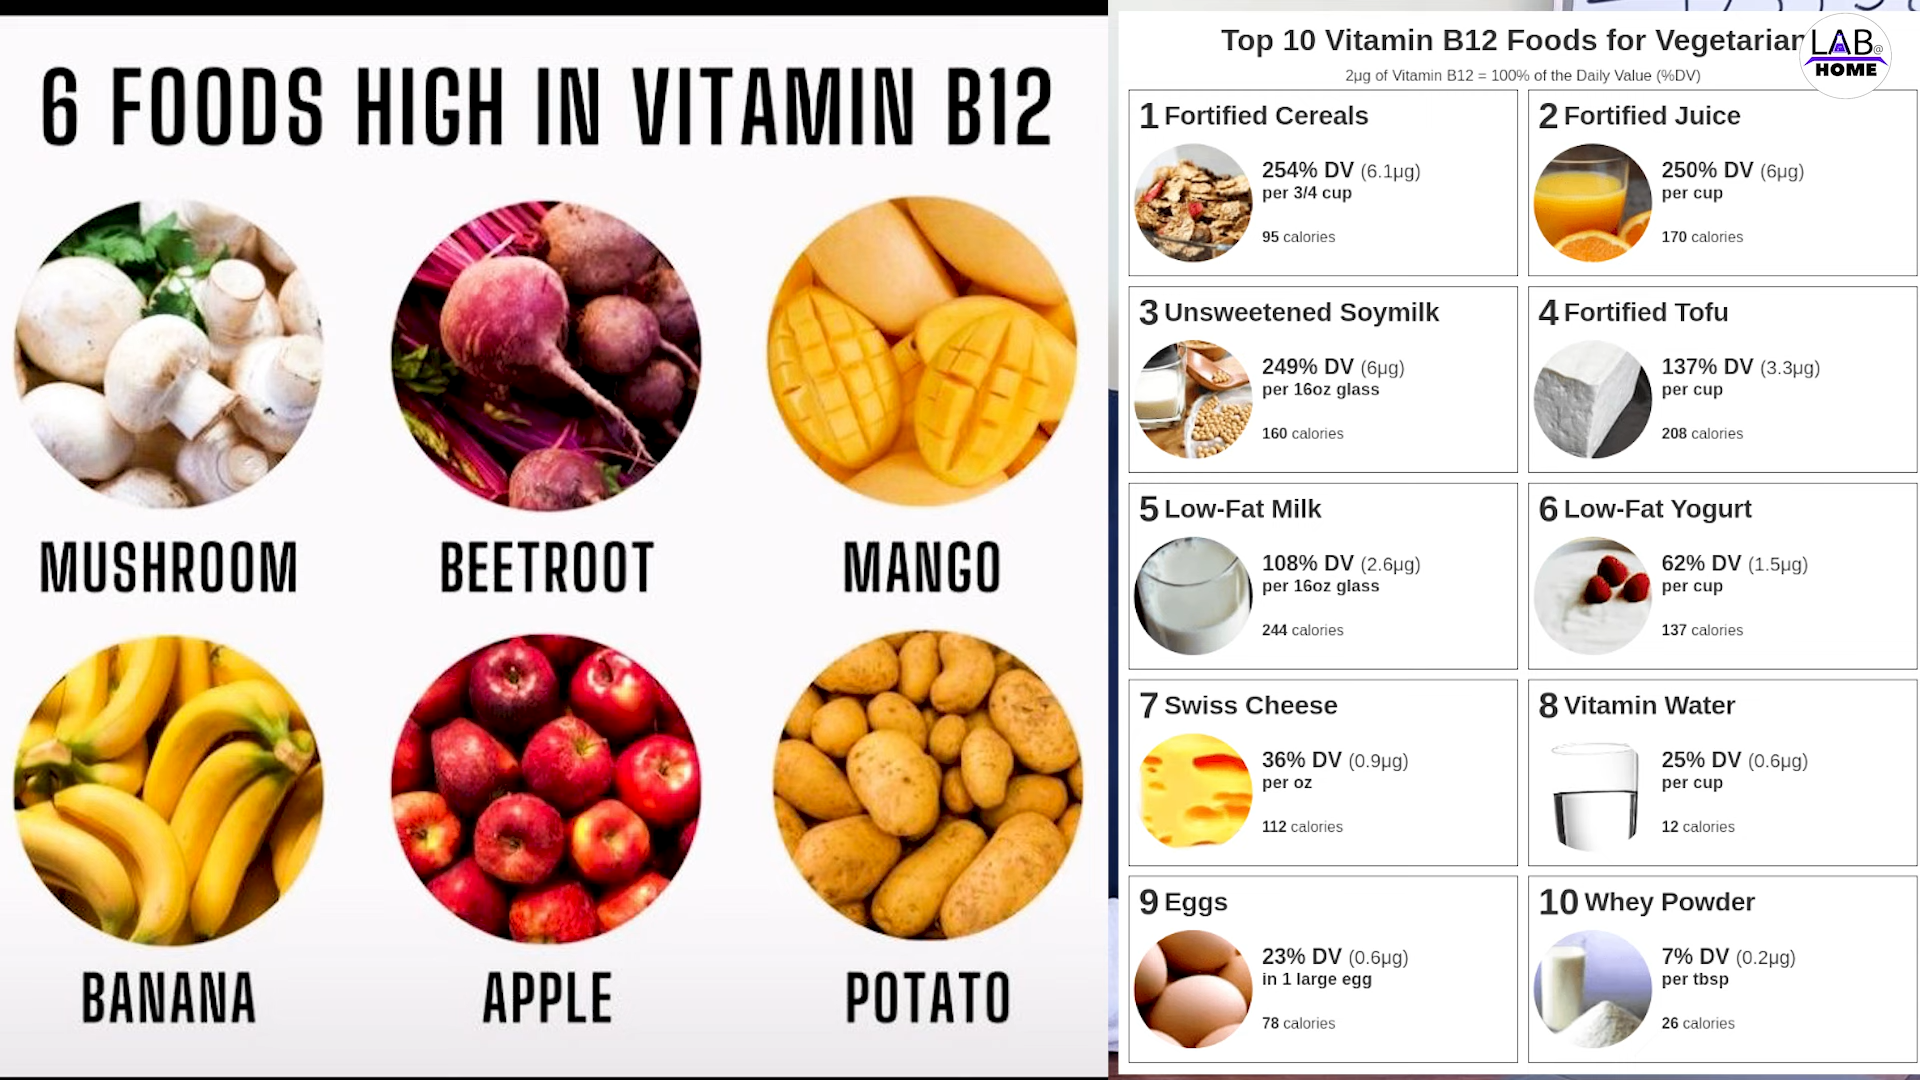 6 FOODS HIGH IN VITAMIN B12
MUSHROOM
BEETROOT
MANGO
BANANA
APPLE
POTATO
Top 10 Vitamin B12 Foods for Vegetarian
LAB@
HOME
2μg of Vitamin B12 = 100% of the Daily Value (%DV)
1 Fortified Cereals
254% DV (6.1μg)
per 3/4 cup
95 calories
2 Fortified Juice
250% DV (6μg)
per cup
170 calories
3 Unsweetened Soymilk
249% DV (6μg)
per 16oz glass
160 calories
4 Fortified Tofu
137% DV (3.3μg)
per cup
208 calories
5 Low-Fat Milk
108% DV (2.6μg)
per 16oz glass
244 calories
6 Low-Fat Yogurt
62% DV (1.5μg)
per cup
137 calories
7 Swiss Cheese
36% DV (0.9μg)
per oz
112 calories
8 Vitamin Water
25% DV (0.6μg)
per cup
12 calories
9 Eggs
23% DV (0.6μg)
in 1 large egg
78 calories
10 Whey Powder
7% DV (0.2μg)
per tbsp
26 calories